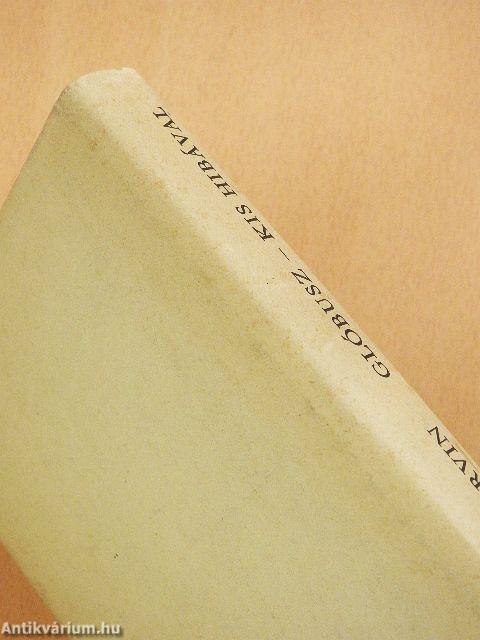 RVIN
GLÓBUSZ – KIS HIBÁVAL
Antikvárium.hu